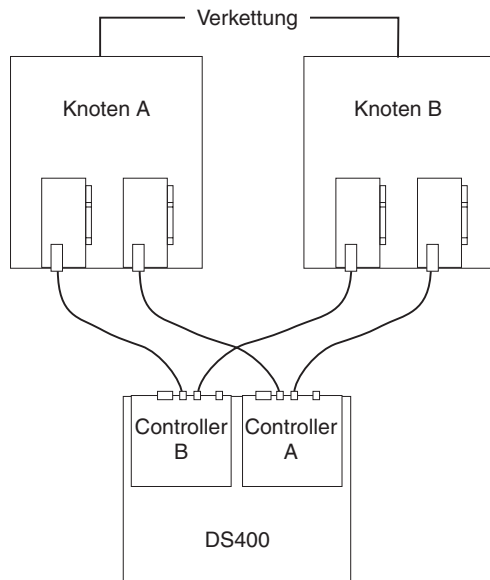 Verkettung
Knoten A
Knoten B
Controller
B
Controller
A
DS400